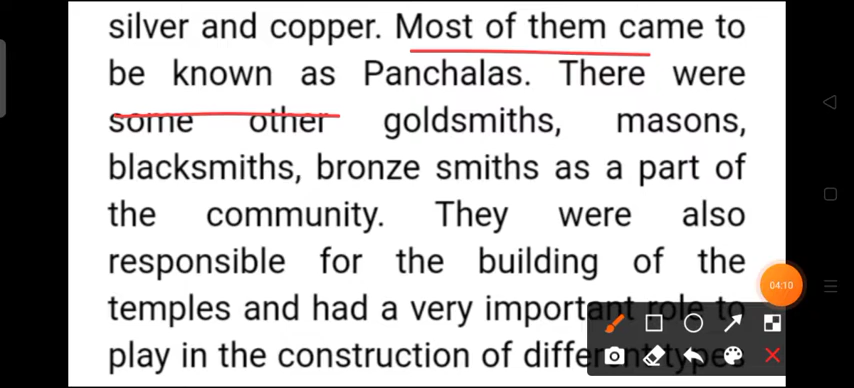 silver and copper. Most of them came to
be known as Panchalas. There were
some other goldsmiths, masons,
blacksmiths, bronze smiths as a part of
the community. They were also
responsible for the building of the
temples and had a very important role to
play in the construction of different types
04:10